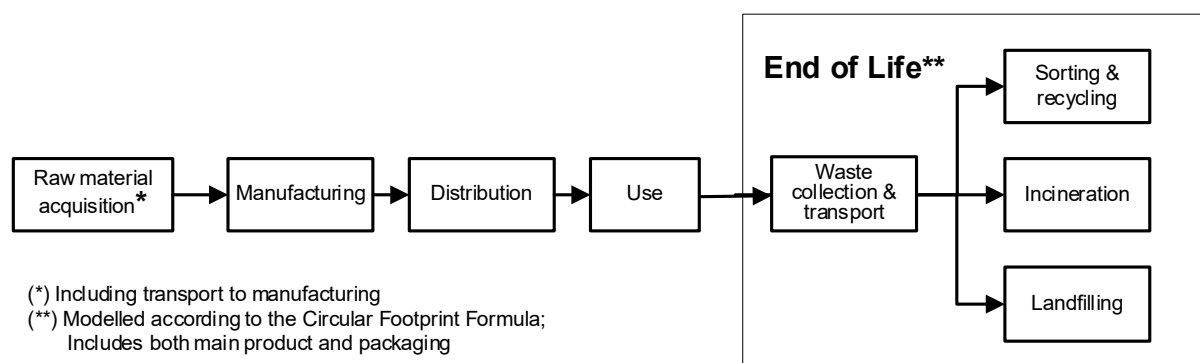 End of Life**
Sorting &
recycling
Raw material
acquisition*
Manufacturing
Distribution
Use
Waste
collection &
transport
Incineration
Landfilling
(*) Including transport to manufacturing
(**) Modelled according to the Circular Footprint Formula;
Includes both main product and packaging